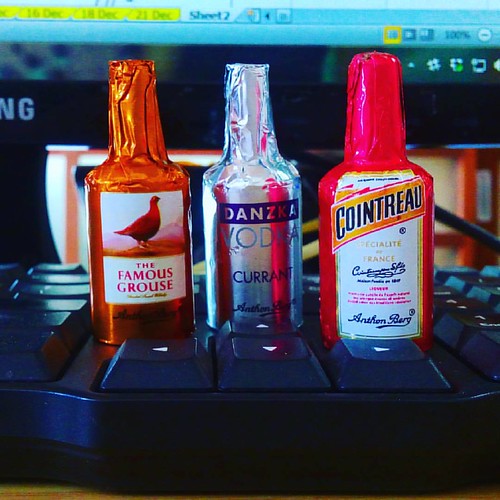 16 Dec
18 Dec
21 Dec
Sheet2
100%
NG
THE
FAMOUS
GROUSE
Anthon Berg
DANZKA
VODKA
CURRANT
Anthon Berg
COINTREAU
SPÉCIALITÉ
DE
FRANCE
LIQUEUR
Anthon Berg